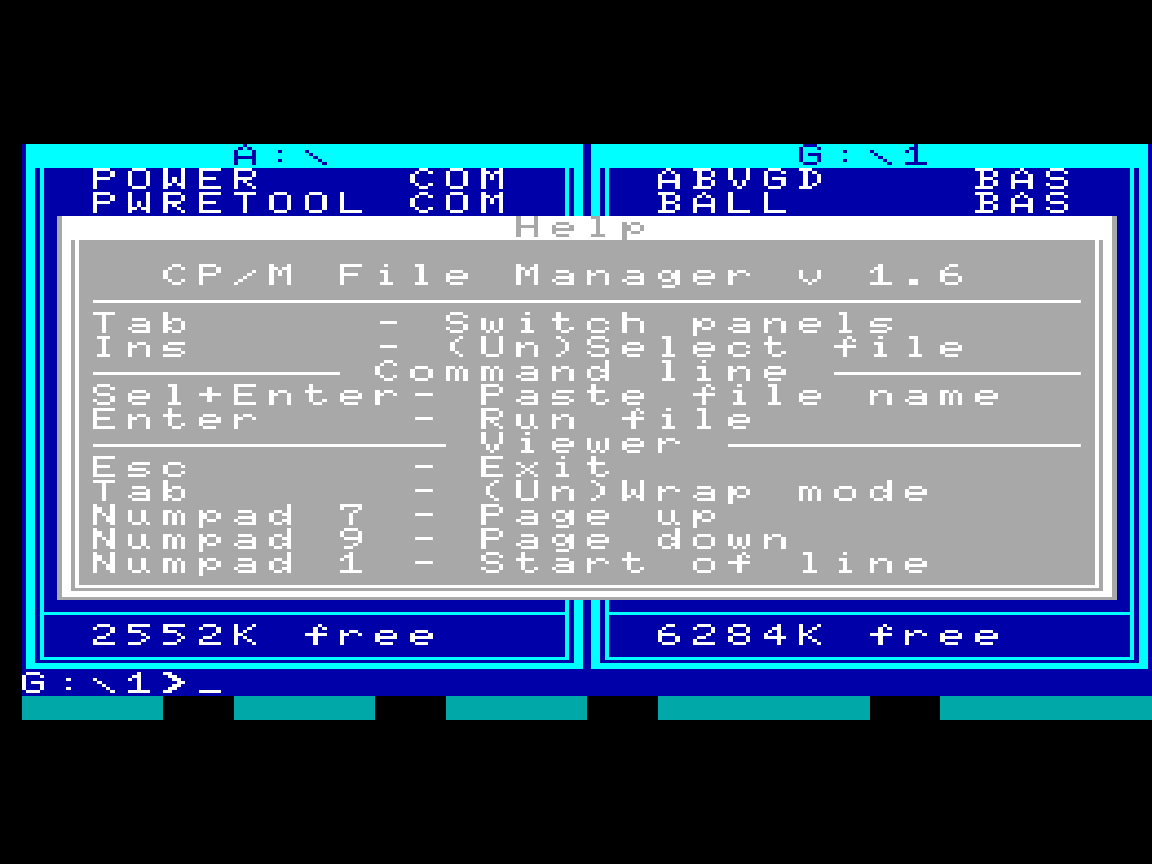 A:\ G:\1
POWER COM ABVGD BAS
PWRETOOL COM BALL BAS
Help
CP/M File Manager v 1.6
Tab - Switch panels
Ins - (Un)Select file
Command line
Sel+Enter- Paste file name
Enter - Run file
Viewer
Esc - Exit
Tab - (Un)Wrap mode
Numpad 7 - Page up
Numpad 9 - Page down
Numpad 1 - Start of line
2552K free 6284K free
G:\1>_